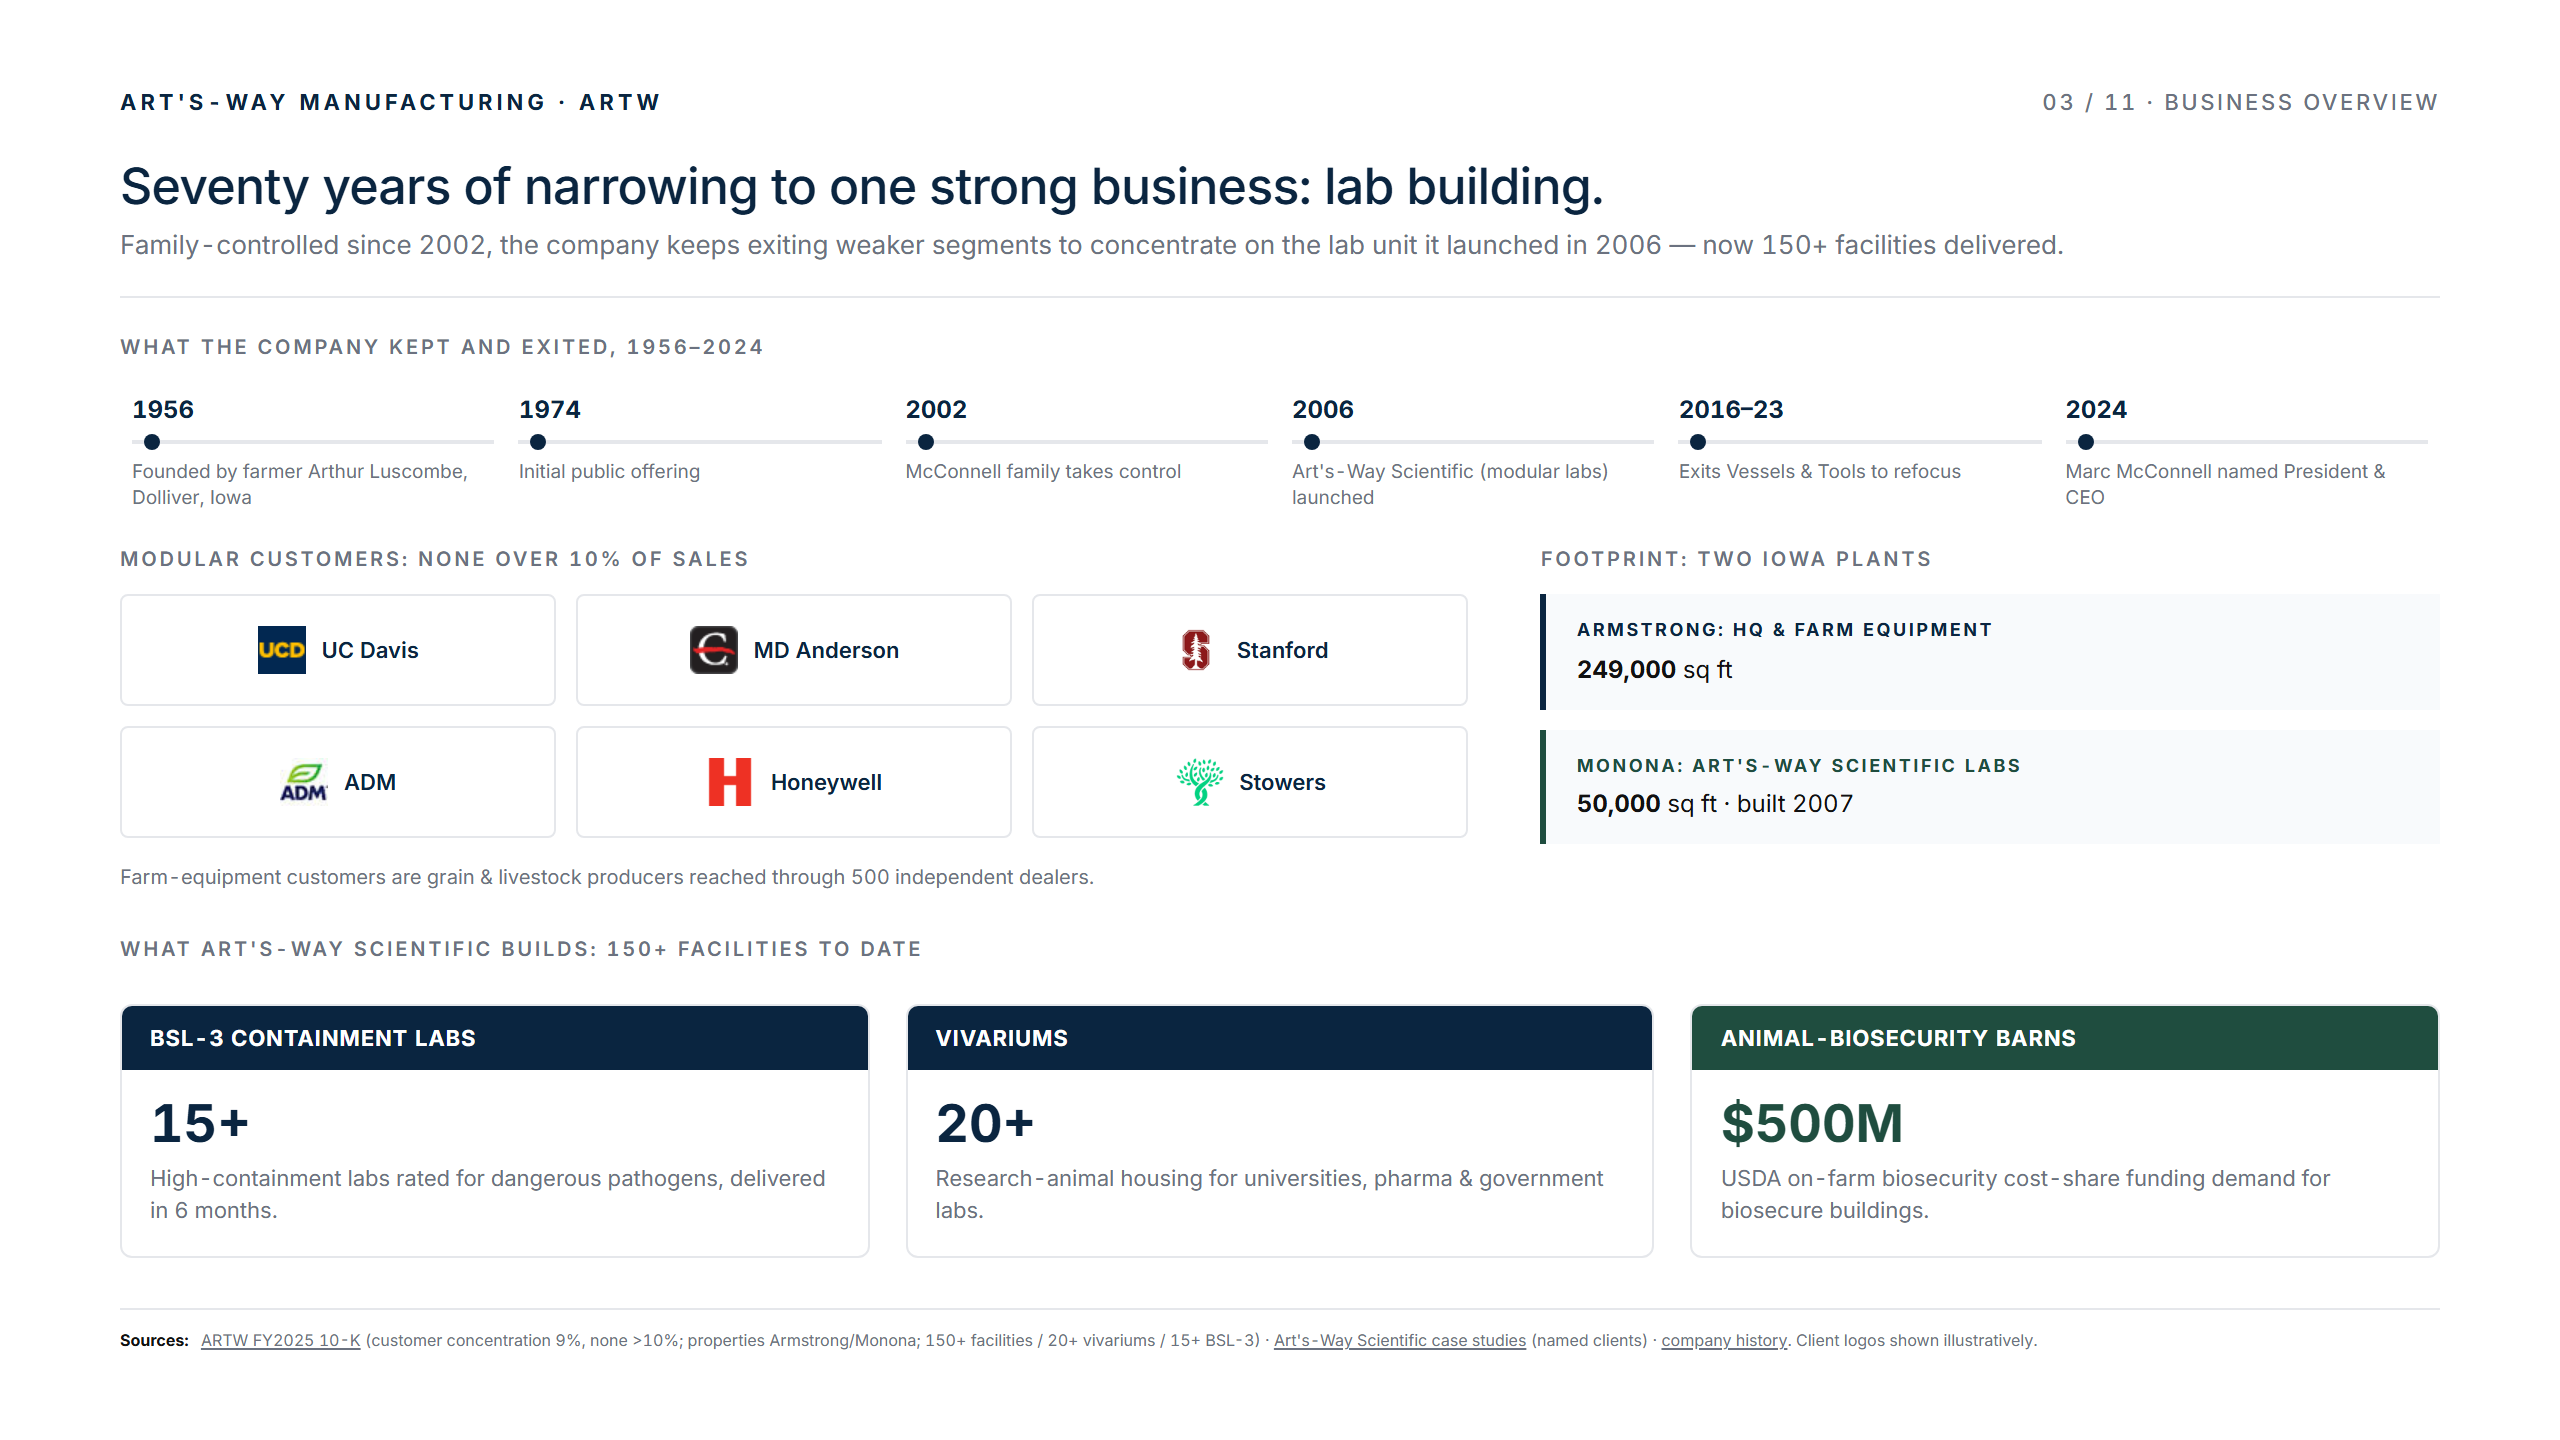 ART'S-WAY MANUFACTURING · ARTW
03 / 11 · BUSINESS OVERVIEW
Seventy years of narrowing to one strong business: lab building.
Family-controlled since 2002, the company keeps exiting weaker segments to concentrate on the lab unit it launched in 2006 — now 150+ facilities delivered.
WHAT THE COMPANY KEPT AND EXITED, 1956–2024
1956
Founded by farmer Arthur Luscombe,
Dolliver, Iowa
1974
Initial public offering
2002
McConnell family takes control
2006
Art's-Way Scientific (modular labs)
launched
2016–23
Exits Vessels & Tools to refocus
2024
Marc McConnell named President &
CEO
MODULAR CUSTOMERS: NONE OVER 10% OF SALES
UCD UC Davis
C MD Anderson
S Stanford
ADM ADM
H Honeywell
Stowers
Farm-equipment customers are grain & livestock producers reached through 500 independent dealers.
FOOTPRINT: TWO IOWA PLANTS
ARMSTRONG: HQ & FARM EQUIPMENT
249,000 sq ft
MONONA: ART'S-WAY SCIENTIFIC LABS
50,000 sq ft · built 2007
WHAT ART'S-WAY SCIENTIFIC BUILDS: 150+ FACILITIES TO DATE
BSL-3 CONTAINMENT LABS
15+
High-containment labs rated for dangerous pathogens, delivered
in 6 months.
VIVARIUMS
20+
Research-animal housing for universities, pharma & government
labs.
ANIMAL-BIOSECURITY BARNS
$500M
USDA on-farm biosecurity cost-share funding demand for
biosecure buildings.
Sources: ARTW FY2025 10-K (customer concentration 9%, none >10%; properties Armstrong/Monona; 150+ facilities / 20+ vivariums / 15+ BSL-3) · Art's-Way Scientific case studies (named clients) · company history. Client logos shown illustratively.